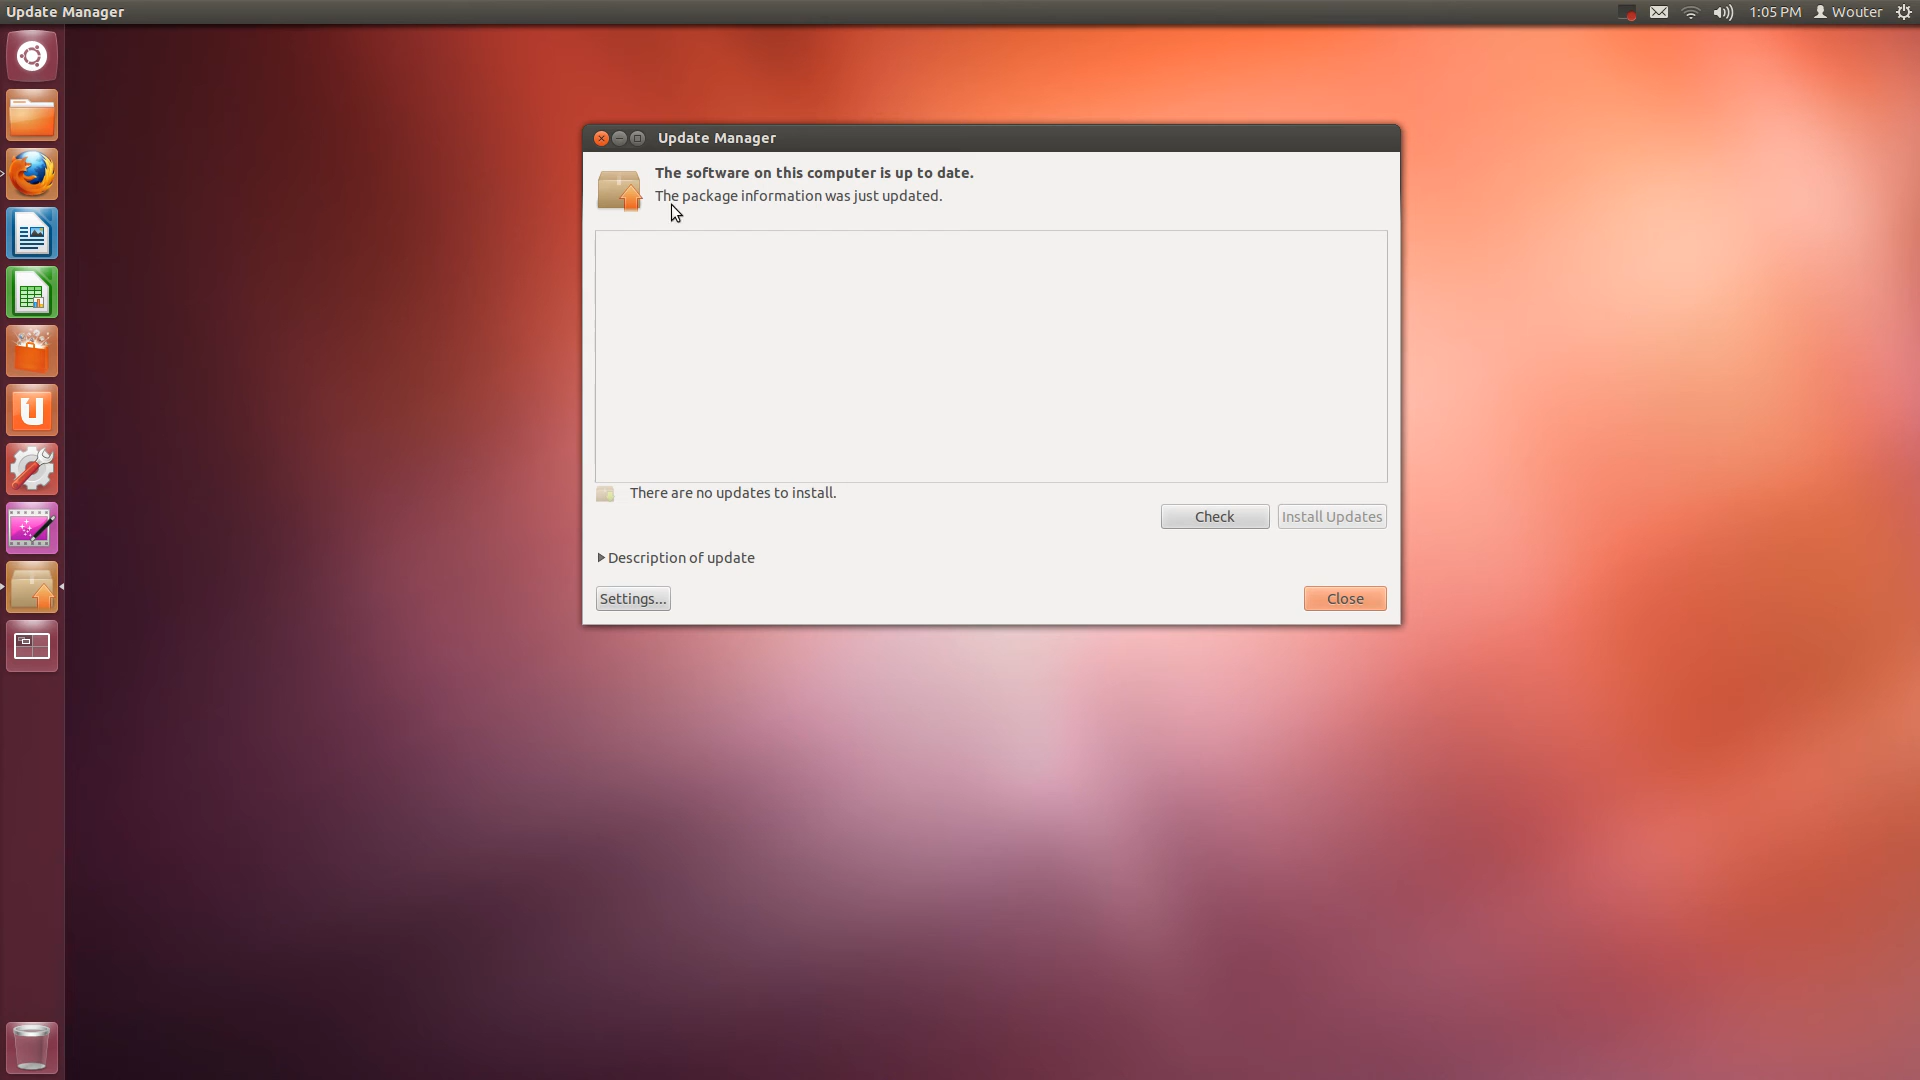 Update Manager
1:05 PM Wouter
Update Manager
The software on this computer is up to date.
The package information was just updated.
There are no updates to install.
Check Install Updates
Description of update
Settings... Close